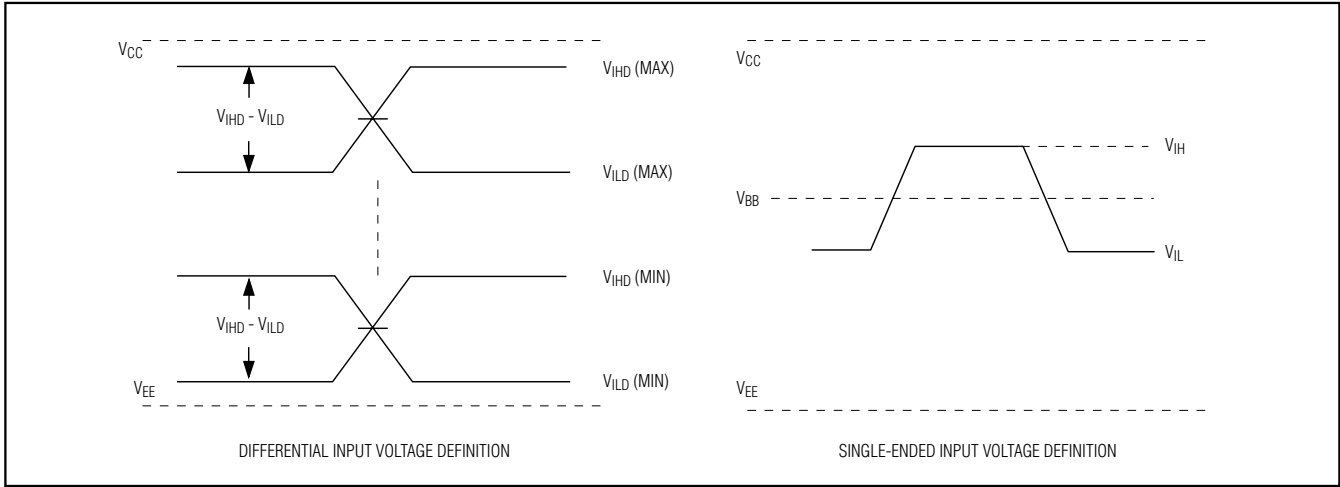 VCC
VIHD (MAX)
VIHD - VILD
VILD (MAX)
VIHD (MIN)
VIHD - VILD
VEE
VILD (MIN)
DIFFERENTIAL INPUT VOLTAGE DEFINITION
VCC
VIH
VBB
VIL
VEE
SINGLE-ENDED INPUT VOLTAGE DEFINITION